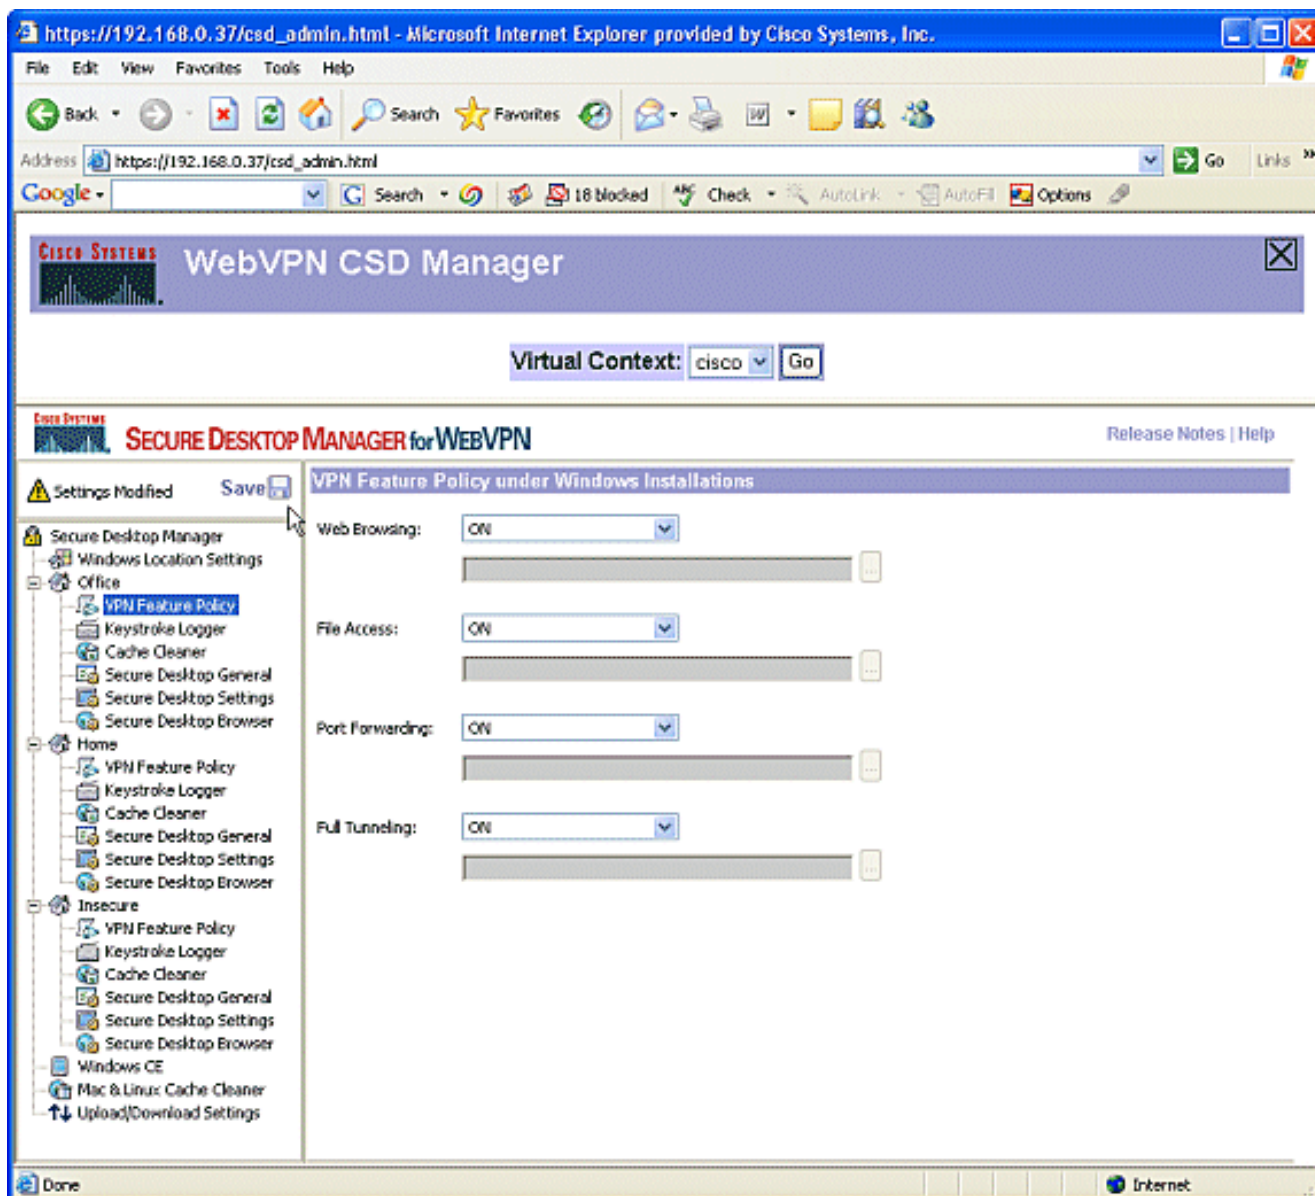 https://192.168.0.37/csd_admin.html - Microsoft Internet Explorer provided by Cisco Systems, Inc.
File Edit View Favorites Tools Help
Back Search Favorites
Address https://192.168.0.37/csd_admin.html Go Links »
Google Search 18 blocked ABC Check AutoLink AutoFill Options
CISCO SYSTEMS WebVPN CSD Manager
Virtual Context: cisco Go
CISCO SYSTEMS SECURE DESKTOP MANAGER for WEBVPN Release Notes | Help
Settings Modified Save
Secure Desktop Manager
Windows Location Settings
Office
VPN Feature Policy
Keystroke Logger
Cache Cleaner
Secure Desktop General
Secure Desktop Settings
Secure Desktop Browser
Home
VPN Feature Policy
Keystroke Logger
Cache Cleaner
Secure Desktop General
Secure Desktop Settings
Secure Desktop Browser
Insecure
VPN Feature Policy
Keystroke Logger
Cache Cleaner
Secure Desktop General
Secure Desktop Settings
Secure Desktop Browser
Windows CE
Mac & Linux Cache Cleaner
Upload/Download Settings
VPN Feature Policy under Windows Installations
Web Browsing: ON
...
File Access: ON
...
Port Forwarding: ON
...
Full Tunneling: ON
...
Done Internet